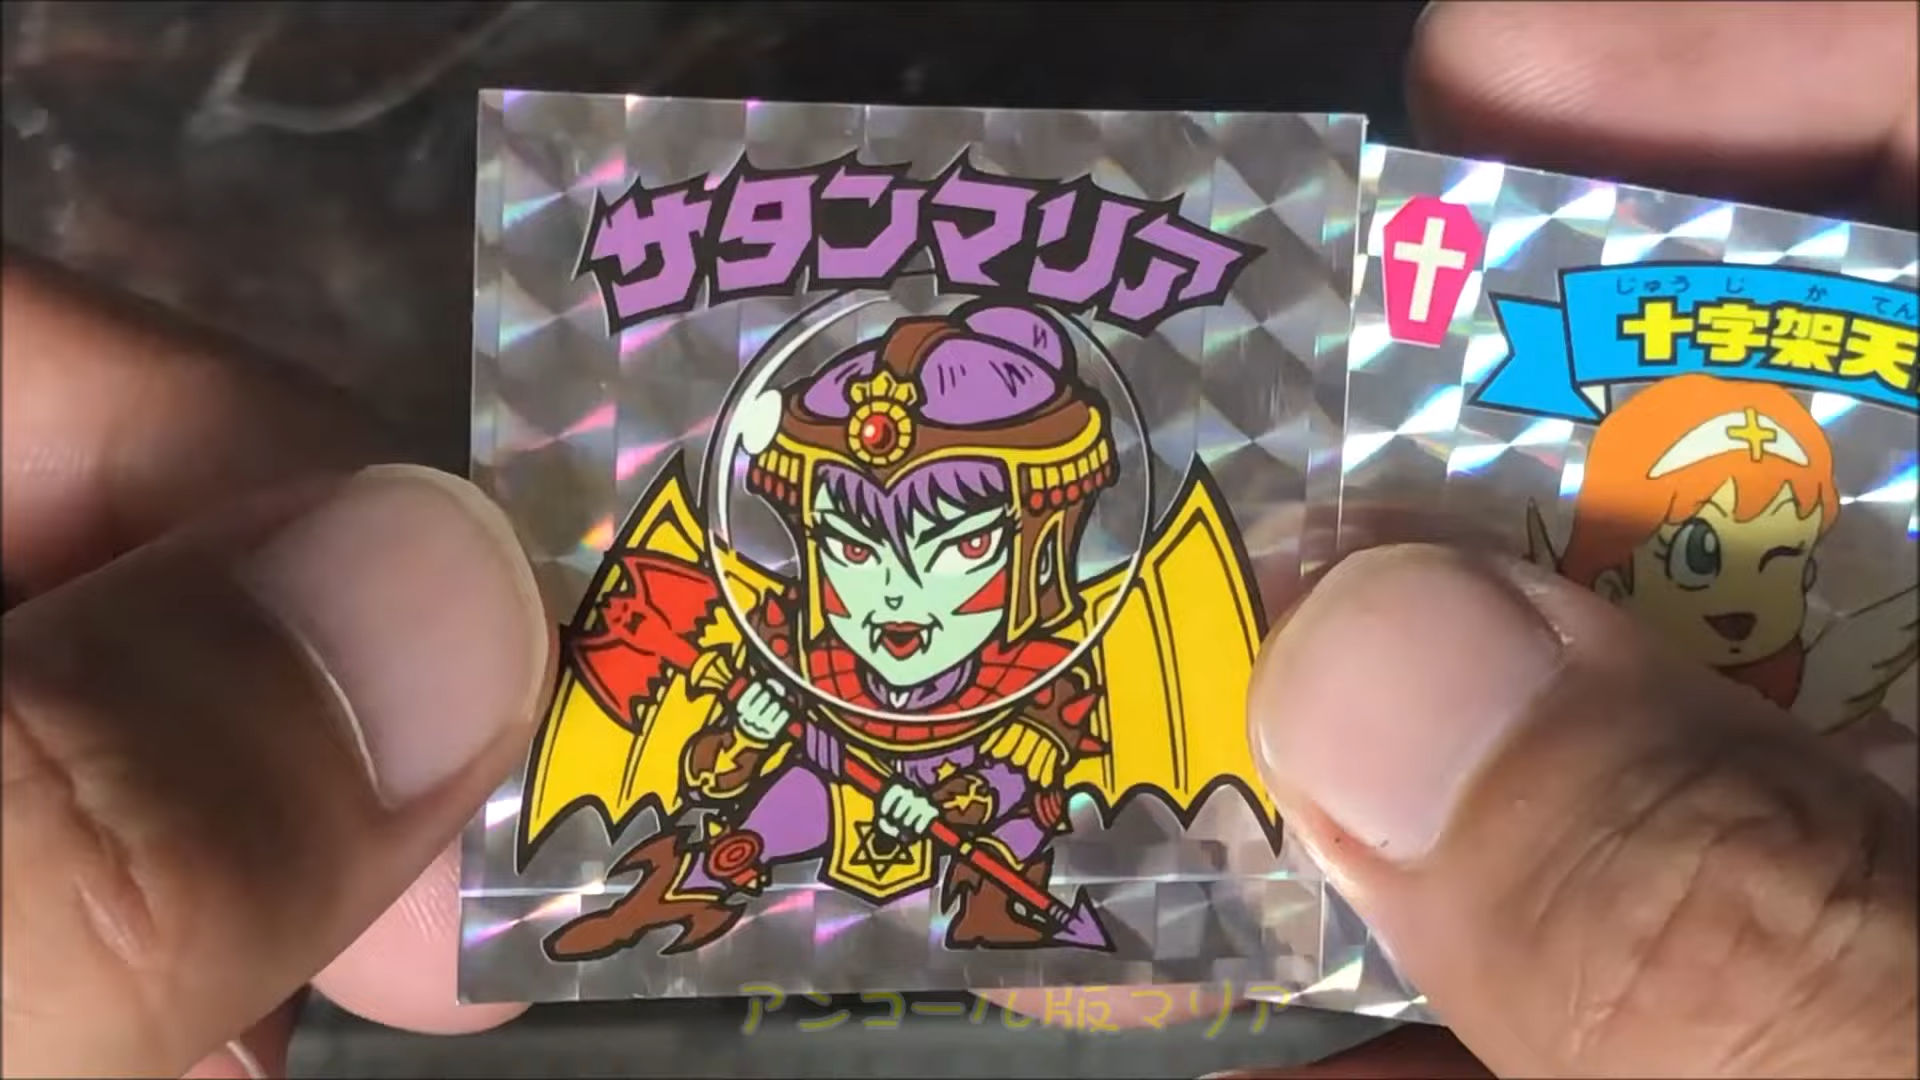 サタンマリア
じゅうじがてん
十字架天
アンコール版マリア